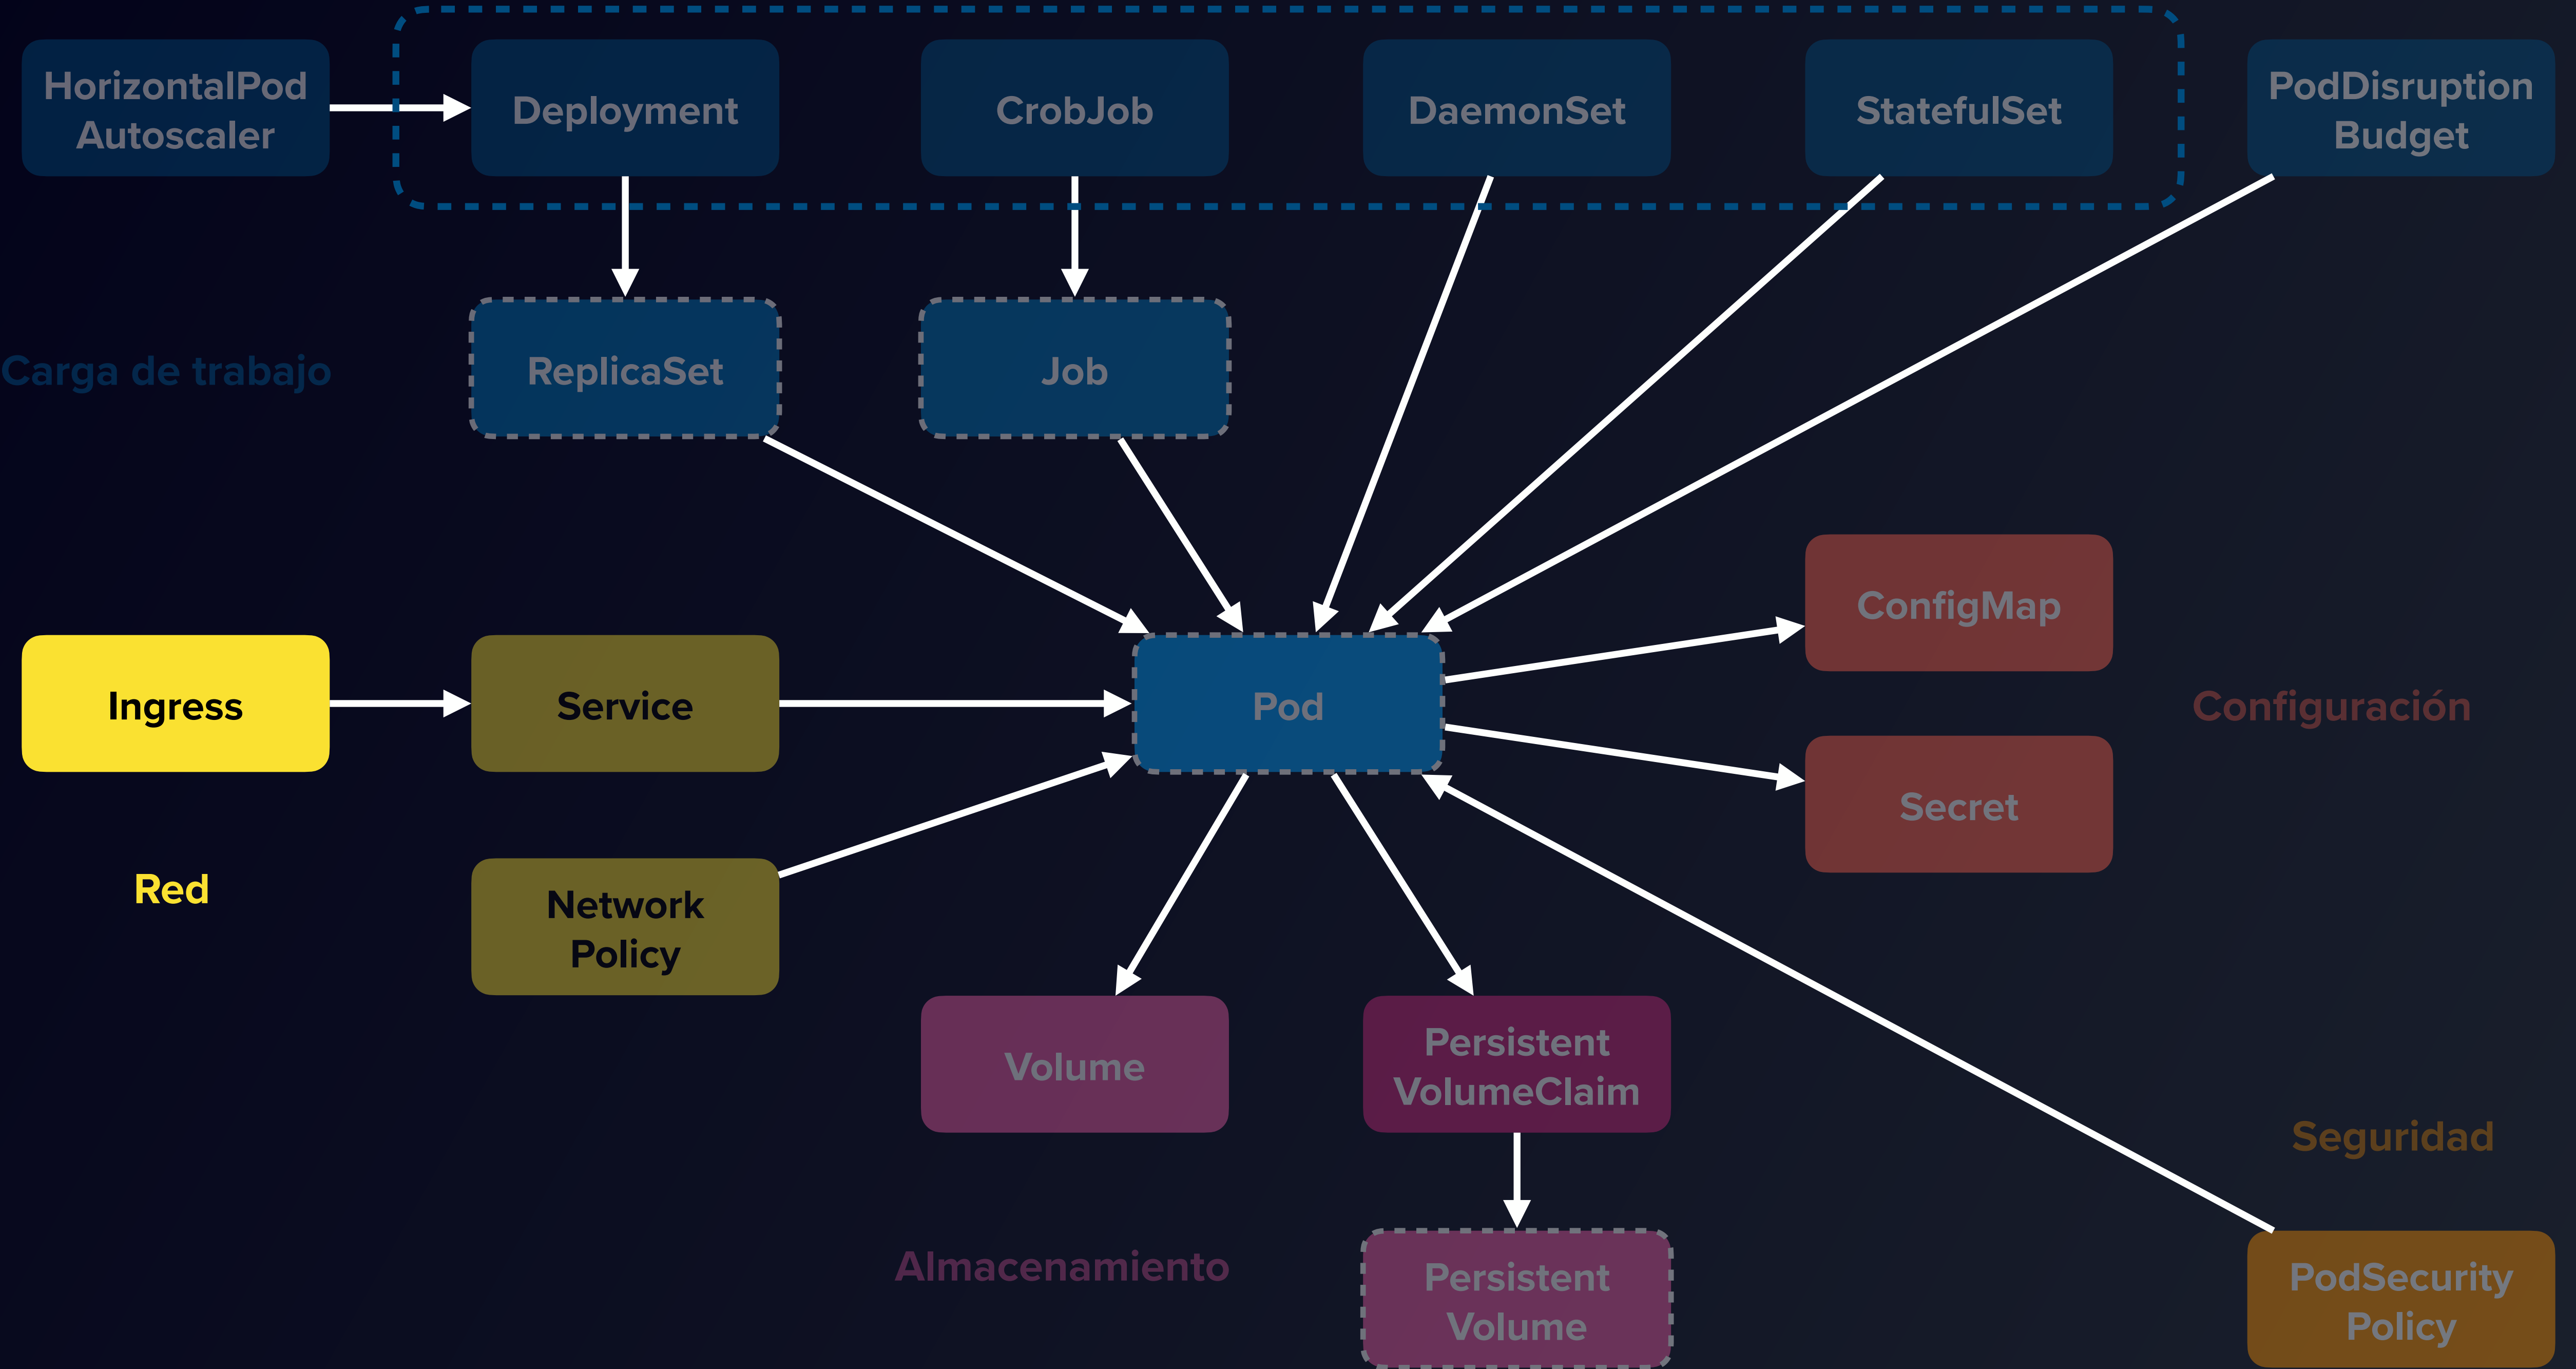 HorizontalPod
Autoscaler
Deployment
CrobJob
DaemonSet
StatefulSet
PodDisruption
Budget
Carga de trabajo
ReplicaSet
Job
ConfigMap
Ingress
Service
Pod
Configuración
Secret
Red
Network
Policy
Volume
Persistent
VolumeClaim
Seguridad
Almacenamiento
Persistent
Volume
PodSecurity
Policy